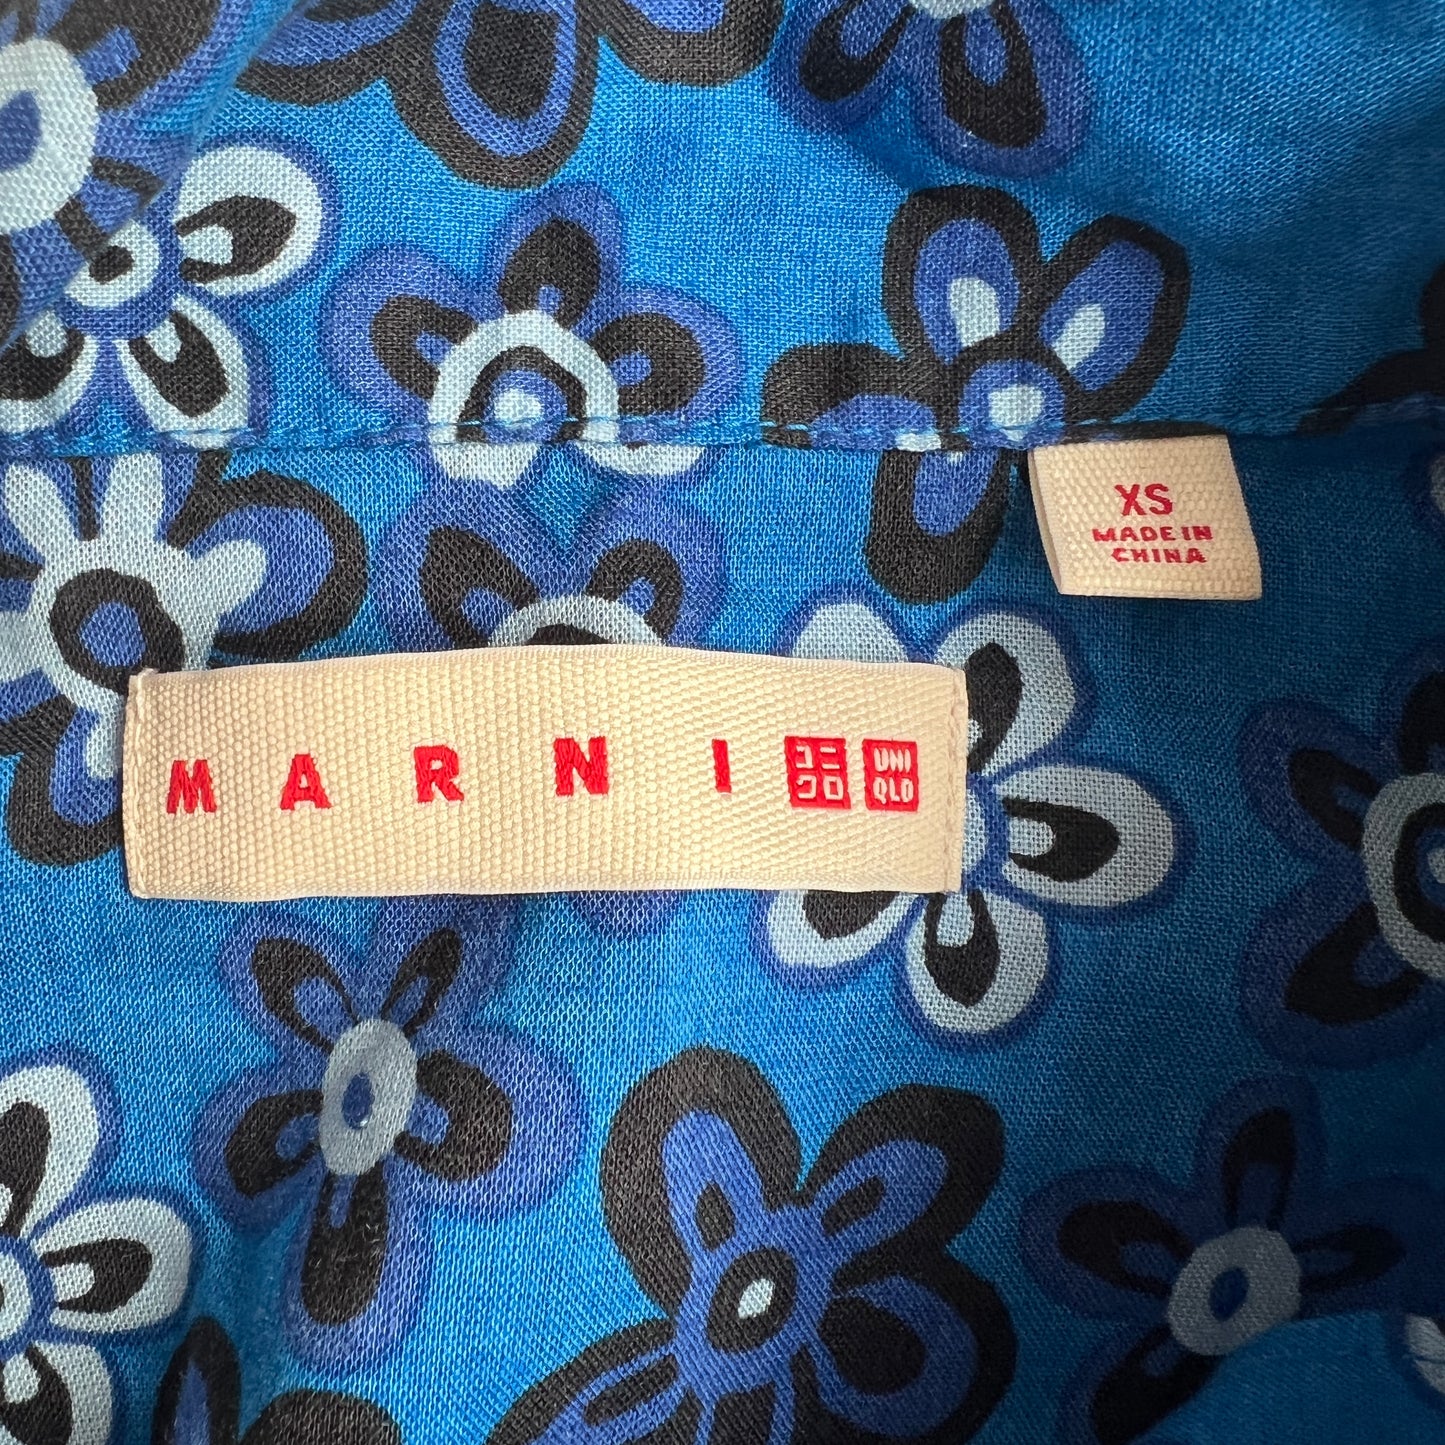 XS
MADE IN
CHINA
MARNI
ユニ
クロ
UNI
QLO